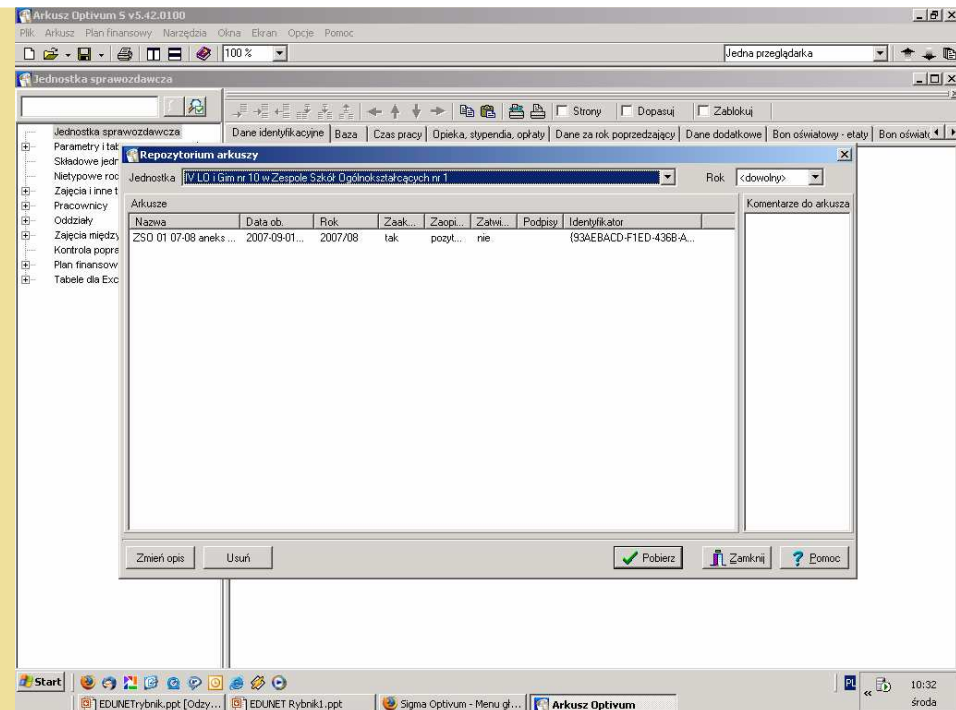 Arkusz Optivum S v5.42.0100
Plik Arkusz Plan finansowy Narzędzia Okna Ekran Opcje Pomoc
100 % Jedna przeglądarka
Jednostka sprawozdawcza
Strony Dopasuj Zablokuj
Jednostka sprawozdawcza
Dane identyfikacyjne Baza Czas pracy Opieka, stypendia, opłaty Dane za rok poprzedzający Dane dodatkowe Bon oświatowy - etaty Bon oświato
Parametry i tab
Składowe jedn
Nietypowe roc
Zajęcia i inne t
Pracownicy
Oddziały
Zajęcia między
Kontrola popra
Plan finansow
Tabele dla Exc
Repozytorium arkuszy
Jednostka IV LO i Gim nr 10 w Zespole Szkół Ogólnokształcących nr 1 Rok <dowolny>
Arkusze Komentarze do arkusza
Nazwa Data ob. Rok Zaak... Zaopi... Zatwi... Podpisy Identyfikator
ZSO 01 07-08 aneks ... 2007-09-01... 2007/08 tak pozyt... nie {93AEBACD-F1ED-436B-A...
Zmień opis Usuń Pobierz Zamknij Pomoc
Start PL 10:32
EDUNETrybnik.ppt [Odzy... EDUNET Rybnik1.ppt Sigma Optivum - Menu gł... Arkusz Optivum środa